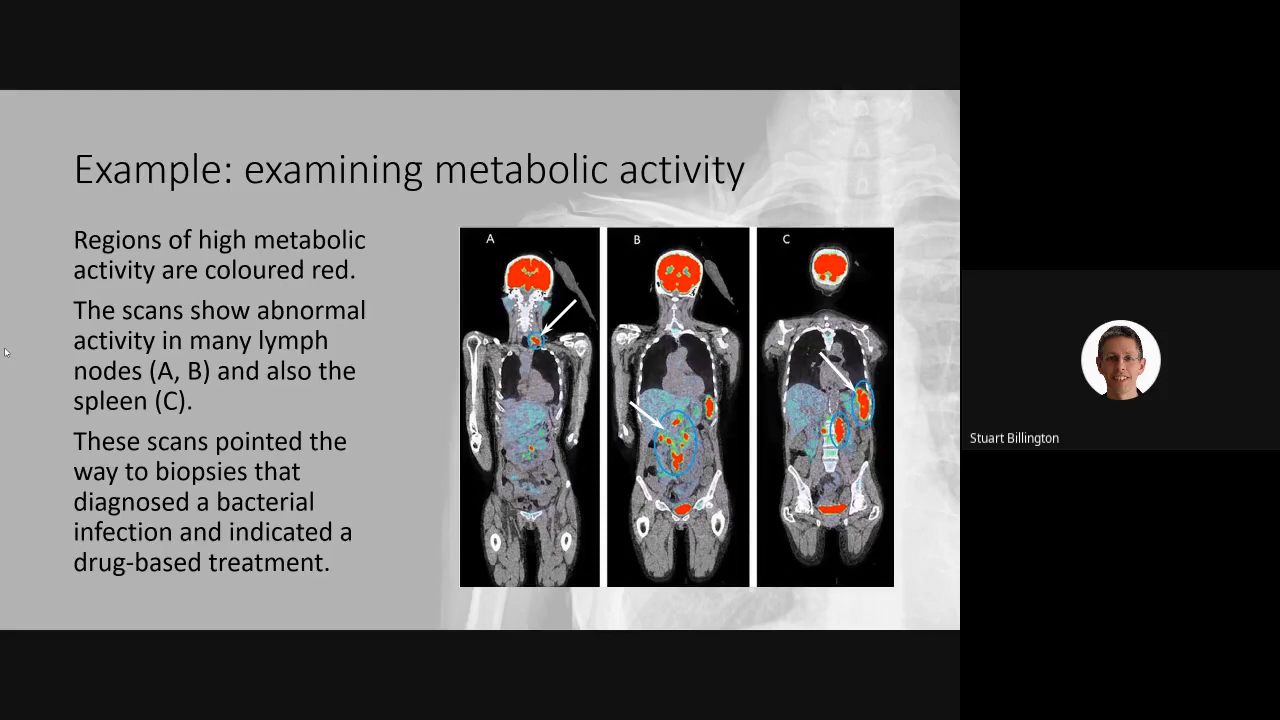 Example: examining metabolic activity
Regions of high metabolic
activity are coloured red.
The scans show abnormal
activity in many lymph
nodes (A, B) and also the
spleen (C).
These scans pointed the
way to biopsies that
diagnosed a bacterial
infection and indicated a
drug-based treatment.
A
B
C
Stuart Billington